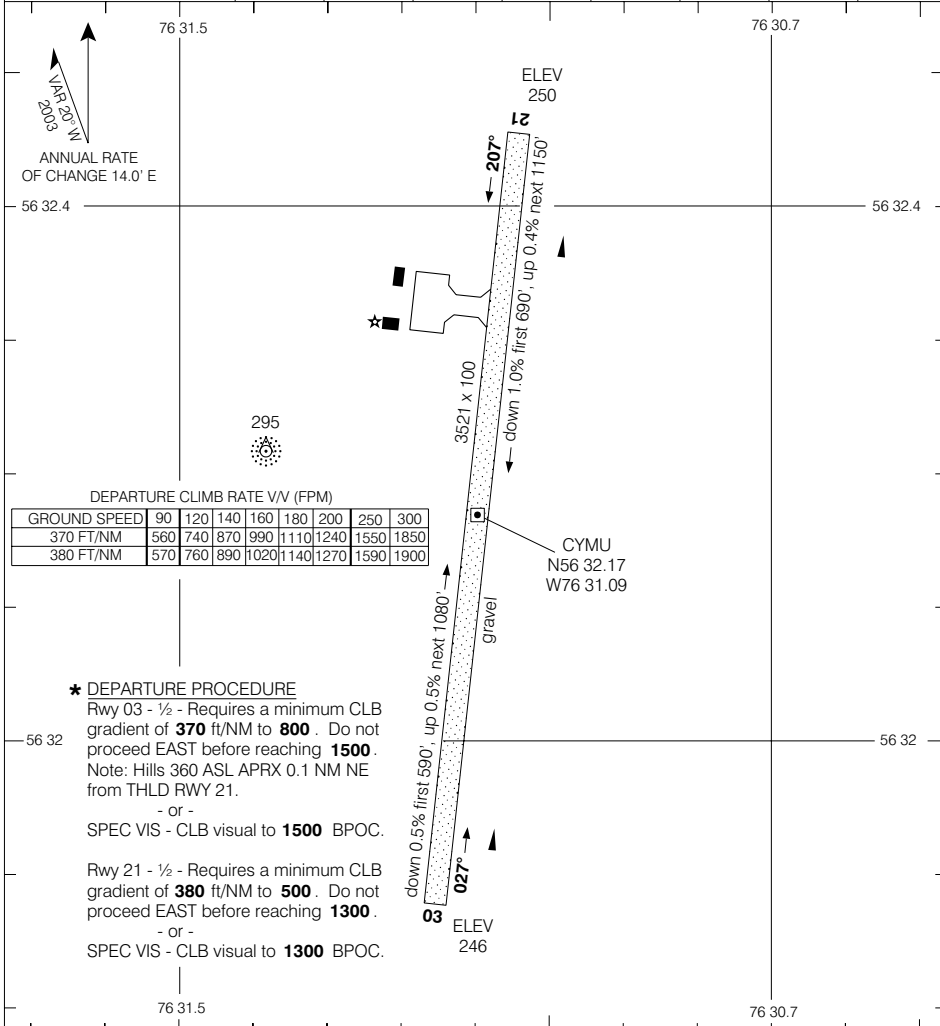 76 31.5
76 30.7
VAR 20° W
2003
ANNUAL RATE
OF CHANGE 14.0' E
ELEV
250
21
207°
56 32.4
56 32.4
down 1.0% first 690', up 0.4% next 1150'
3521 x 100
295
DEPARTURE CLIMB RATE V/V (FPM)
GROUND SPEED 90 120 140 160 180 200 250 300
370 FT/NM 560 740 870 990 1110 1240 1550 1850
380 FT/NM 570 760 890 1020 1140 1270 1590 1900
CYMU
N56 32.17
W76 31.09
gravel
down 0.5% first 590', up 0.5% next 1080'
* DEPARTURE PROCEDURE
Rwy 03 - ½ - Requires a minimum CLB
gradient of 370 ft/NM to 800 . Do not
proceed EAST before reaching 1500 .
Note: Hills 360 ASL APRX 0.1 NM NE
from THLD RWY 21.
- or -
SPEC VIS - CLB visual to 1500 BPOC.
56 32
56 32
Rwy 21 - ½ - Requires a minimum CLB
gradient of 380 ft/NM to 500 . Do not
proceed EAST before reaching 1300 .
- or -
SPEC VIS - CLB visual to 1300 BPOC.
027°
03
ELEV
246
76 31.5
76 30.7